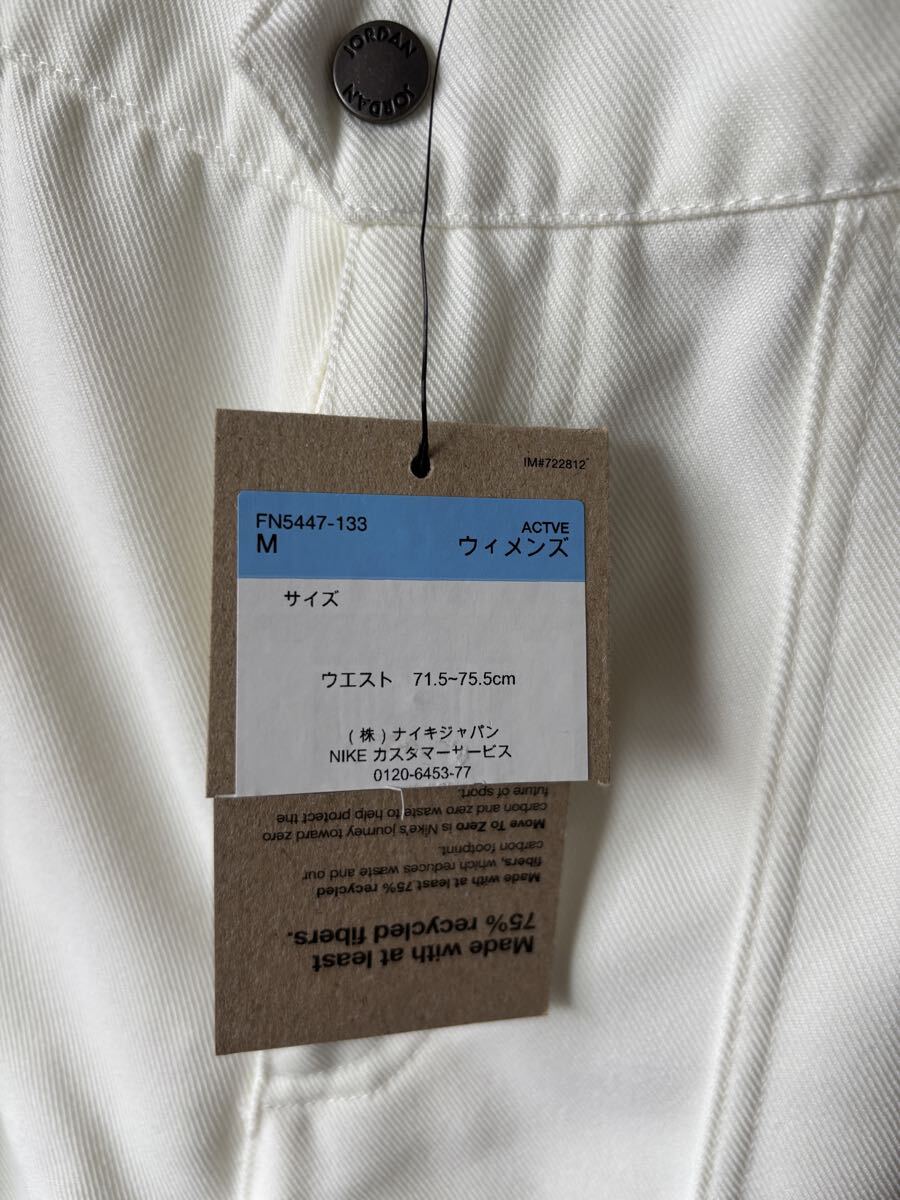 JORDAN
JORDAN
IM#722812
FN5447-133
ACTVE
M
ウィメンズ
サイズ
ウエスト 71.5~75.5cm
(株)ナイキジャパン
NIKE カスタマーサービス
0120-6453-77
Made with at least
75% recycled fibers.
Made with at least 75% recycled
fibers, which reduces waste and our
carbon footprint.
Move To Zero is Nike's journey toward zero
carbon and zero waste to help protect the
future of sport.